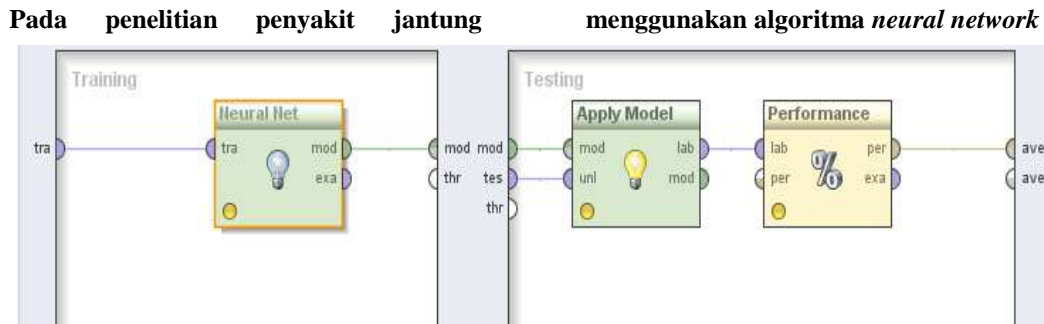 Pada penelitian penyakit jantung menggunakan algoritma neural network
Training
Testing
Neural Net
Apply Model
Performance
tra
tra
mod
exa
mod
thr
mod
tes
thr
mod
unl
lab
mod
lab
per
per
exa
ave
ave